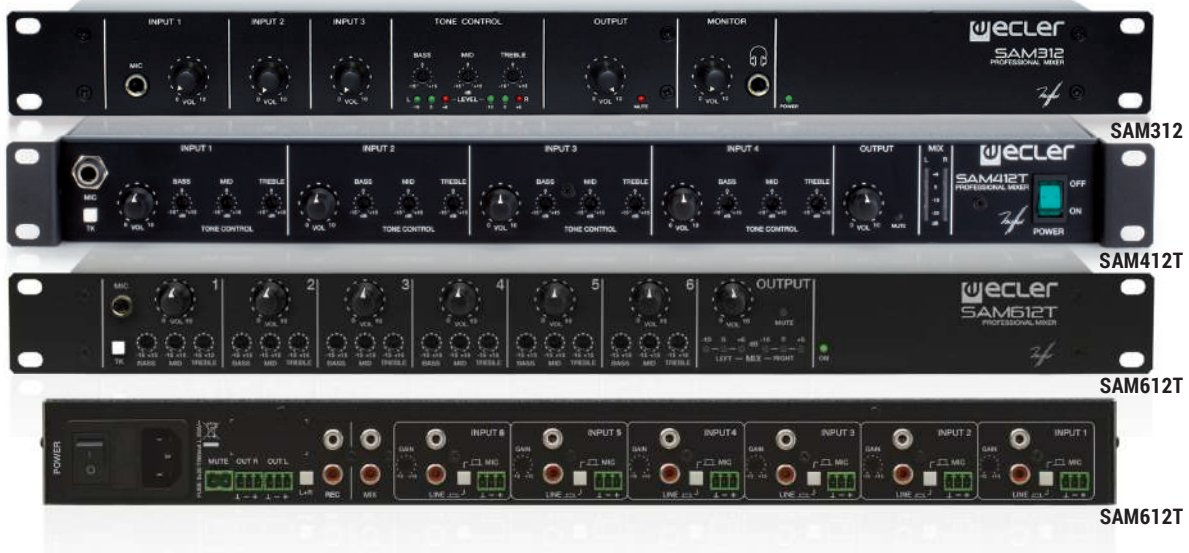 INPUT 1 INPUT 2 INPUT 3 TONE CONTROL OUTPUT MONITOR
ecler
SAM312
PROFESSIONAL MIXER
MIC BASS MID TREBLE
VOL VOL VOL VOL VOL
L LEVEL R
MUTE POWER
SAM312
INPUT 1 INPUT 2 INPUT 3 INPUT 4 OUTPUT MIX
L R
ecler
SAM412T
PROFESSIONAL MIXER
MIC BASS MID TREBLE BASS MID TREBLE BASS MID TREBLE BASS MID TREBLE
OFF
ON
TK VOL TONE CONTROL VOL TONE CONTROL VOL TONE CONTROL VOL TONE CONTROL VOL MUTE POWER
SAM412T
MIC 1 2 3 4 5 6 OUTPUT
ecler
SAM612T
PROFESSIONAL MIXER
VOL VOL VOL VOL VOL VOL VOL MUTE
TK BASS MID TREBLE BASS MID TREBLE BASS MID TREBLE BASS MID TREBLE BASS MID TREBLE BASS MID TREBLE LEFT MIX RIGHT ON
SAM612T
POWER
INPUT 6 INPUT 5 INPUT 4 INPUT 3 INPUT 2 INPUT 1
MUTE OUT R OUT L GAIN MIC GAIN MIC GAIN MIC GAIN MIC GAIN MIC GAIN MIC
L+R REC MIX LINE LINE LINE LINE LINE LINE
SAM612T